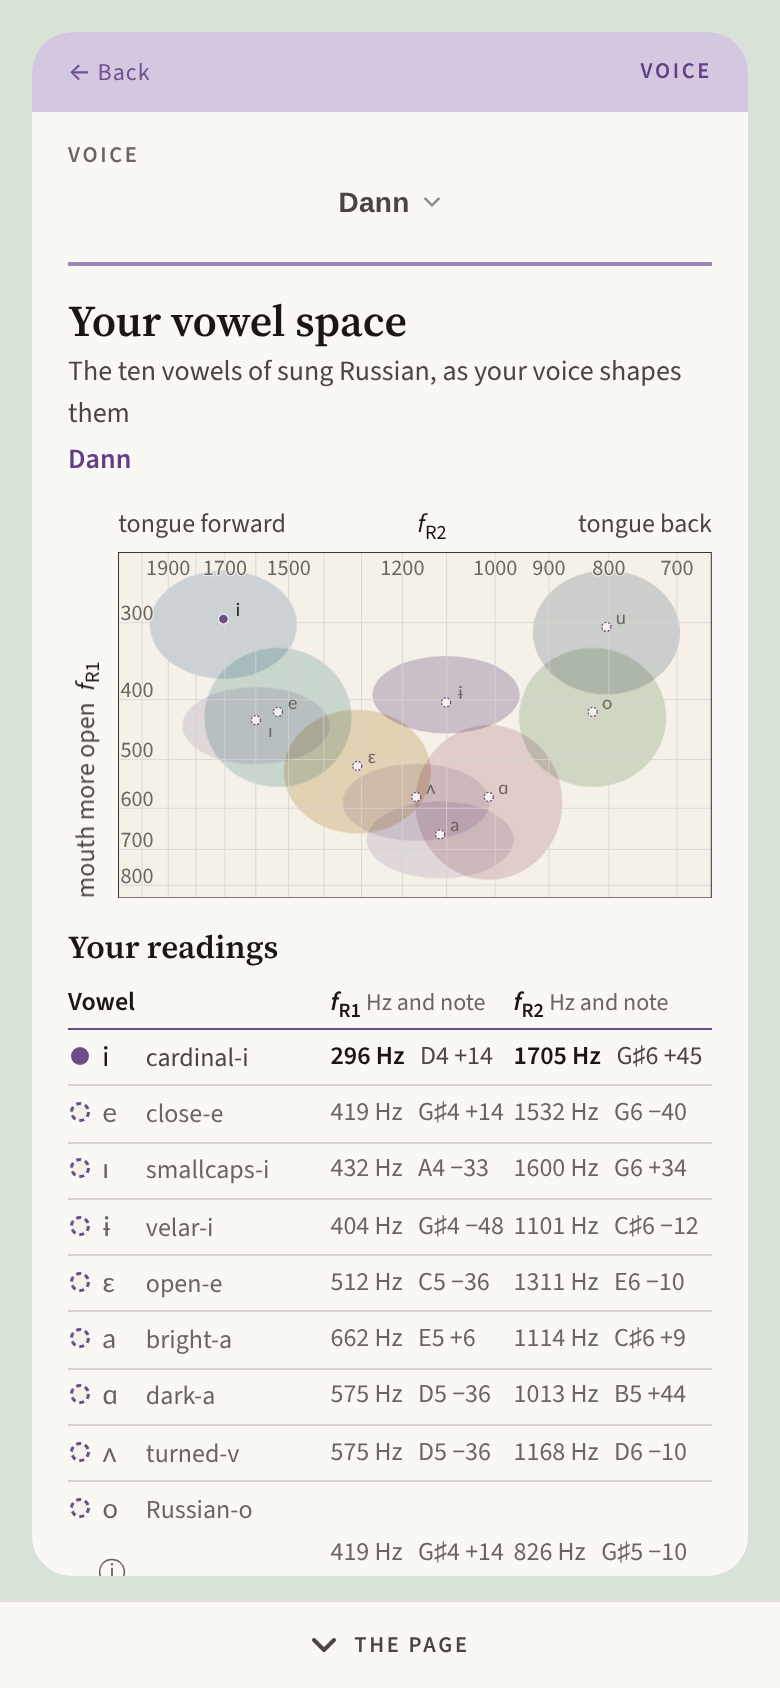 ← Back
VOICE
VOICE
Dann
Your vowel space
The ten vowels of sung Russian, as your voice shapes
them
Dann
tongue forward fR2 tongue back
1900 1700 1500 1200 1000 900 800 700
300
400
500
600
700
800
mouth more open fR1
i
u
e
ɪ
ɨ
o
ɛ
ʌ
ɑ
a
Your readings
Vowel fR1 Hz and note fR2 Hz and note
i cardinal-i 296 Hz D4 +14 1705 Hz G♯6 +45
e close-e 419 Hz G♯4 +14 1532 Hz G6 −40
ɪ smallcaps-i 432 Hz A4 −33 1600 Hz G6 +34
ɨ velar-i 404 Hz G♯4 −48 1101 Hz C♯6 −12
ɛ open-e 512 Hz C5 −36 1311 Hz E6 −10
a bright-a 662 Hz E5 +6 1114 Hz C♯6 +9
ɑ dark-a 575 Hz D5 −36 1013 Hz B5 +44
ʌ turned-v 575 Hz D5 −36 1168 Hz D6 −10
o Russian-o
419 Hz G♯4 +14 826 Hz G♯5 −10
THE PAGE